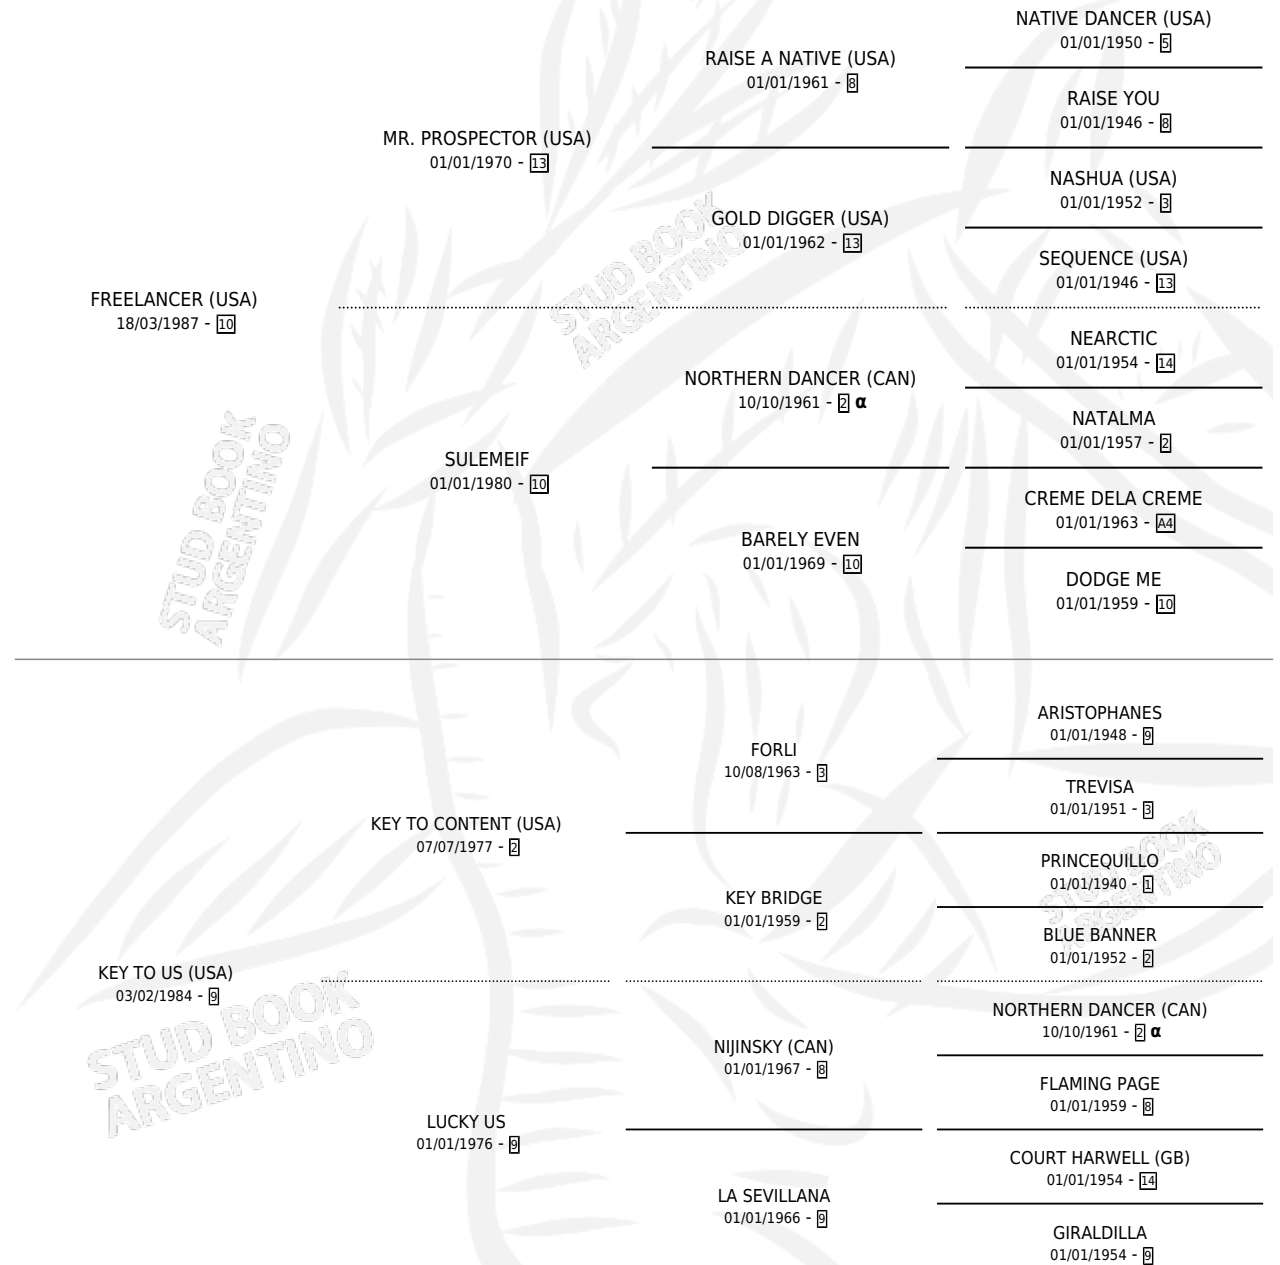 NATIVE DANCER (USA)
01/01/1950 - 5
RAISE A NATIVE (USA)
01/01/1961 - 8
RAISE YOU
01/01/1946 - 8
MR. PROSPECTOR (USA)
01/01/1970 - 13
NASHUA (USA)
01/01/1952 - 3
GOLD DIGGER (USA)
01/01/1962 - 13
SEQUENCE (USA)
01/01/1946 - 13
STUD BOOK
ARGENTINO
FREELANCER (USA)
18/03/1987 - 10
NEARCTIC
01/01/1954 - 14
NORTHERN DANCER (CAN)
10/10/1961 - 2 α
NATALMA
01/01/1957 - 2
SULEMEIF
01/01/1980 - 10
CREME DELA CREME
01/01/1963 - A4
BARELY EVEN
01/01/1969 - 10
DODGE ME
01/01/1959 - 10
STUD BOOK
ARGENTINO
ARISTOPHANES
01/01/1948 - 9
FORLI
10/08/1963 - 3
TREVISA
01/01/1951 - 3
KEY TO CONTENT (USA)
07/07/1977 - 2
PRINCEQUILLO
01/01/1940 - 1
KEY BRIDGE
01/01/1959 - 2
BLUE BANNER
01/01/1952 - 2
STUD BOOK
ARGENTINO
KEY TO US (USA)
03/02/1984 - 9
NORTHERN DANCER (CAN)
10/10/1961 - 2 α
NIJINSKY (CAN)
01/01/1967 - 8
FLAMING PAGE
01/01/1959 - 8
LUCKY US
01/01/1976 - 9
COURT HARWELL (GB)
01/01/1954 - 14
LA SEVILLANA
01/01/1966 - 9
GIRALDILLA
01/01/1954 - 9
STUD BOOK
ARGENTINO